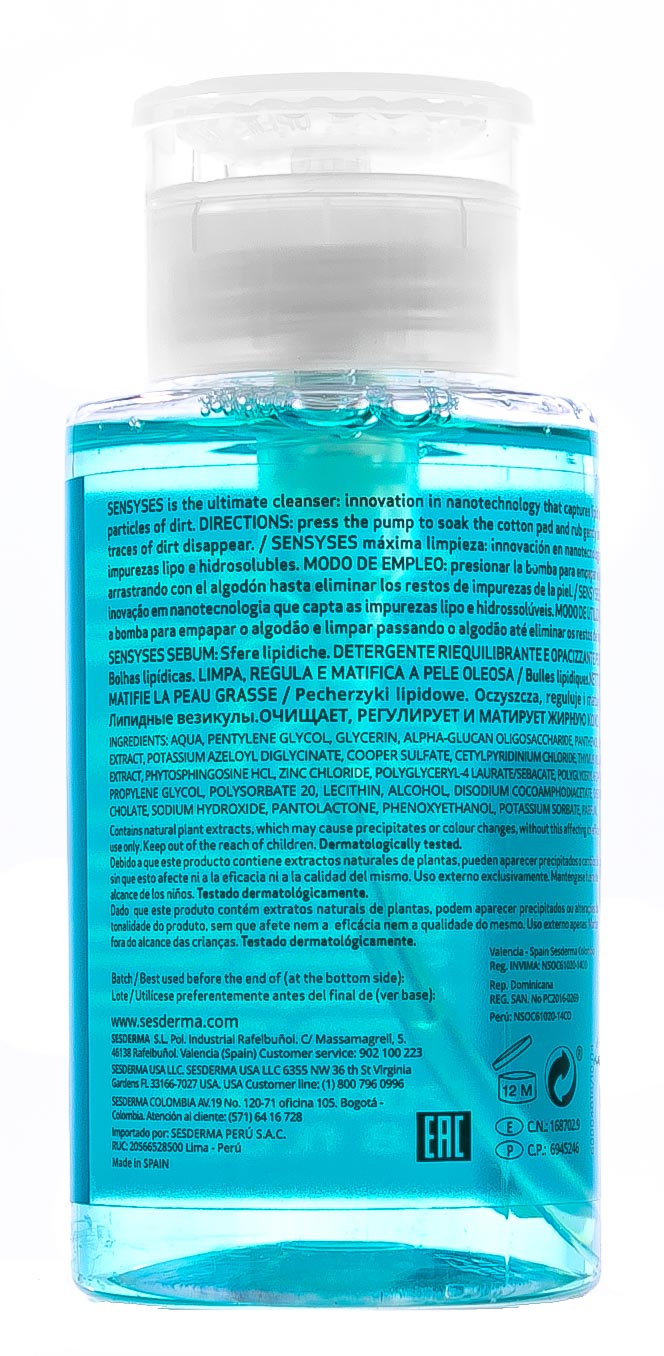 SENSYSES is the ultimate cleanser: innovation in nanotechnology that captures
particles of dirt. DIRECTIONS: press the pump to soak the cotton pad and rub
traces of dirt disappear. / SENSYSES máxima limpieza: innovación en
impurezas lipo e hidrosolubles. MODO DE EMPLEO: presionar la bomba para empapar
arrastrando con el algodón hasta eliminar los restos de impurezas de la piel. /
inovação em nanotecnologia que capta as impurezas lipo e hidrossolúveis. MODO DE
a bomba para empapar o algodão e limpar passando o algodão até eliminar os restos
SENSYSES SEBUM: Sfere lipidiche. DETERGENTE RIEQUILIBRANTE E OPACIZZANTE
Bolhas lipídicas. LIMPA, REGULA E MATIFICA A PELE OLEOSA / Bulles lipidiques.
MATIFIE LA PEAU GRASSE / Pecherzyki lipidowe. Oczyszcza, reguluje i
Липидные везикулы.ОЧИЩАЕТ, РЕГУЛИРУЕТ И МАТИРУЕТ ЖИРНУЮ
INGREDIENTS: AQUA, PENTYLENE GLYCOL, GLYCERIN, ALPHA-GLUCAN OLIGOSACCHARIDE,
EXTRACT, POTASSIUM AZELOYL DIGLYCINATE, COOPER SULFATE, CETYLPYRIDINIUM CHLORIDE,
EXTRACT, PHYTOSPHINGOSINE HCL, ZINC CHLORIDE, POLYGLYCERYL-4 LAURATE/SEBACATE,
PROPYLENE GLYCOL, POLYSORBATE 20, LECITHIN, ALCOHOL, DISODIUM COCOAMPHODIACETATE,
CHOLATE, SODIUM HYDROXIDE, PANTOLACTONE, PHENOXYETHANOL, POTASSIUM SORBATE,
Contains natural plant extracts, which may cause precipitates or colour changes, without this affecting
use only. Keep out of the reach of children. Dermatologically tested.
Debido a que este producto contiene extractos naturales de plantas, pueden aparecer precipitados o
sin que esto afecte ni a la eficacia ni a la calidad del mismo. Uso externo exclusivamente. Manténgase
alcance de los niños. Testado dermatológicamente.
Dado que este produto contém extratos naturais de plantas, podem aparecer precipitados ou
tonalidade do produto, sem que afete nem a eficácia nem a qualidade do mesmo. Uso externo apenas.
fora do alcance das crianças. Testado dermatológicamente.
Valencia - Spain Sesderma
Reg. INVIMA: NSOC61020-14CO
Batch / Best used before the end of (at the bottom side):
Lote / Utilícese preferentemente antes del final de (ver base):
Rep. Dominicana
REG. SAN. No PC2016-0269
Perú: NSOC61020-14CO
www.sesderma.com
SESDERMA S.L. Pol. Industrial Rafelbuñol. C/ Massamagrell, 5.
46138 Rafelbuñol. Valencia (Spain) Customer service: 902 100 223
SESDERMA USA LLC. SESDERMA USA LLC 6355 NW 36 th St Virginia
Gardens FL 33166-7027 USA. USA Customer line: (1) 800 796 0996
SESDERMA COLOMBIA AV.19 No. 120-71 oficina 105. Bogotá -
Colombia. Atención al cliente: (571) 64 16 728
Importado por: SESDERMA PERÚ S.A.C.
RUC: 20566528500 Lima - Perú
Made in SPAIN
EAC
12 M
E C.N.: 168702.9
P C.P.: 6945246